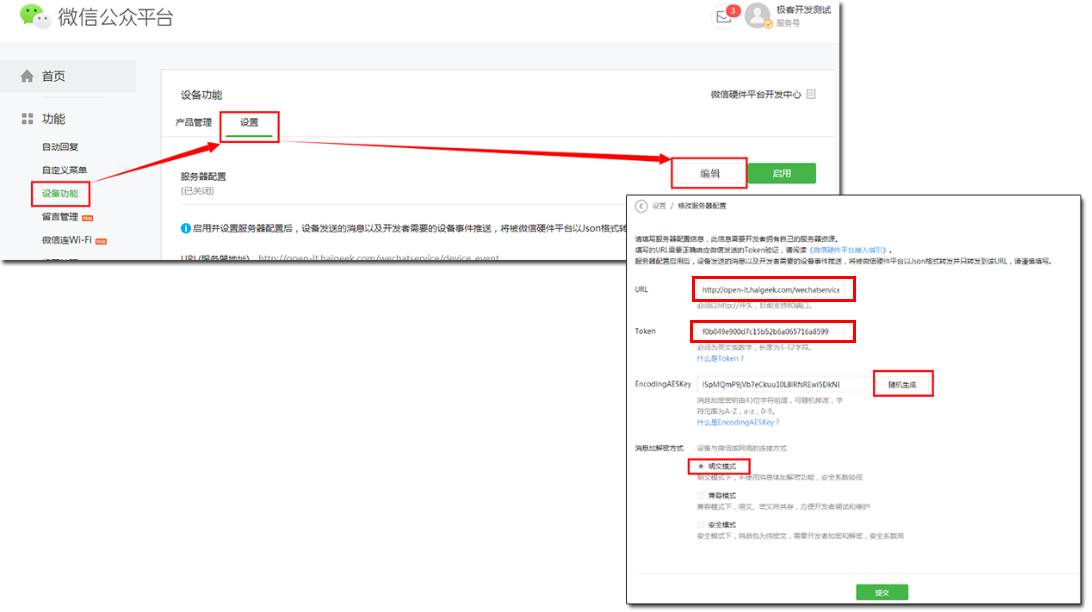 微信公众平台
3
极客开发测试
服务号
首页
功能
自动回复
自定义菜单
设备功能
留言管理
微信连Wi-Fi
设备功能
微信硬件平台开发中心
产品管理
设置
服务器配置
(已关闭)
编辑
启用
启用并设置服务器配置后，设备发送的消息以及开发者需要的设备事件推送，将被微信硬件平台以Json格式转
URL(服务器地址) http://open-lt.haigeek.com/wechatservice/device_event
设置 / 修改服务器配置
请填写服务器配置信息，此信息需要开发者拥有自己的服务器资源。
填写的URL需要正确响应微信发送的Token验证，请阅读《微信硬件平台接入指引》。
服务器配置启用后，设备发送的消息以及开发者需要的设备事件推送，将被微信硬件平台以Json格式转发并只转发到该URL，请谨慎填写。
URL
http://open-lt.haigeek.com/wechatservice
必须以http://开头，目前支持80端口。
Token
f0b049e900d7c15b52b6a065716a8599
必须为英文或数字，长度为3-32字符。
什么是Token？
EncodingAESKey
随机生成
消息加密密钥由43位字符组成，可随机修改，字
符范围为A-Z，a-z，0-9。
什么是EncodingAESKey？
消息加解密方式
设备与微信或网络的连接方式
明文模式
明文模式下，不使用消息体加解密功能，安全系数较低
兼容模式
兼容模式下，明文、密文将共存，方便开发者调试和维护
安全模式
安全模式下，消息包为纯密文，需要开发者加密和解密，安全系数高
提交